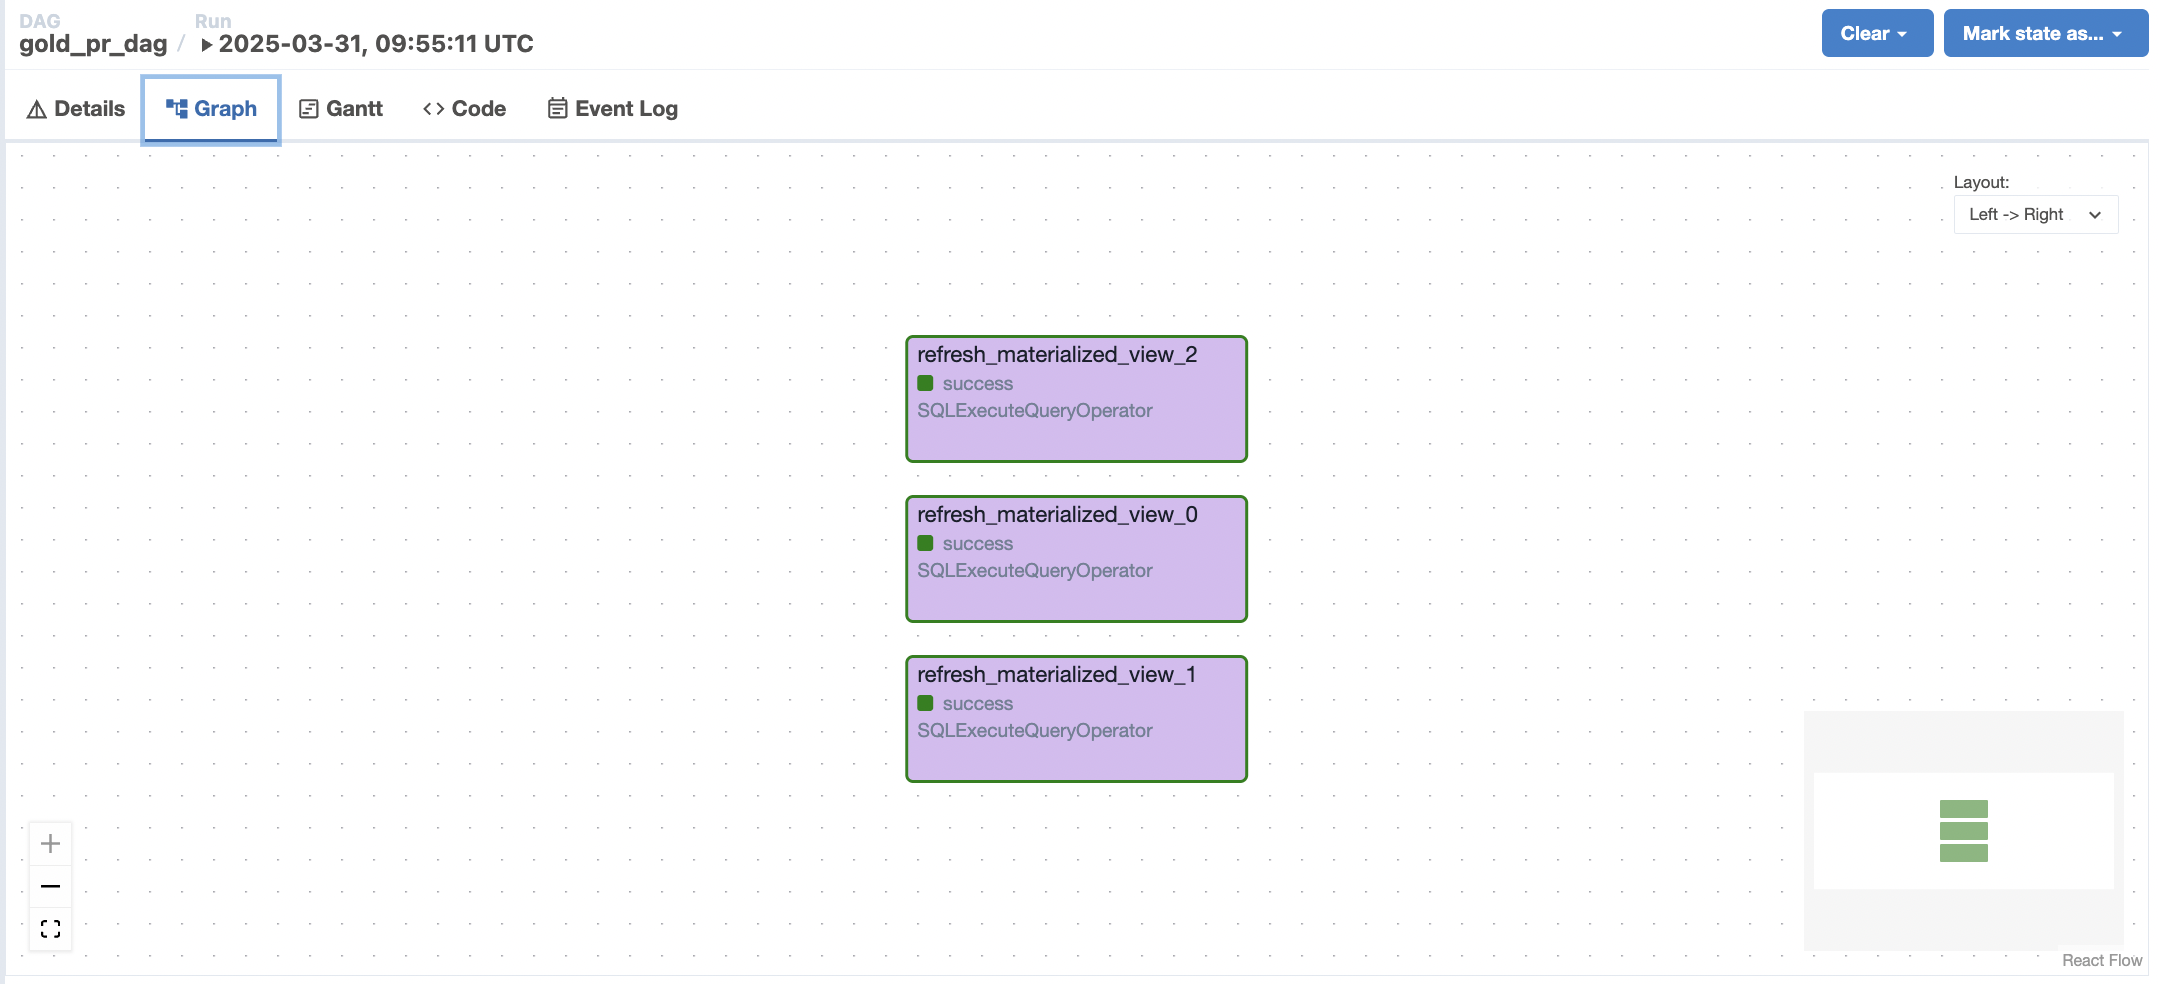 DAG
gold_pr_dag
/
Run
2025-03-31, 09:55:11 UTC
Clear
Mark state as...
Details
Graph
Gantt
Code
Event Log
Layout:
Left -> Right
refresh_materialized_view_2
success
SQLExecuteQueryOperator
refresh_materialized_view_0
success
SQLExecuteQueryOperator
refresh_materialized_view_1
success
SQLExecuteQueryOperator
React Flow